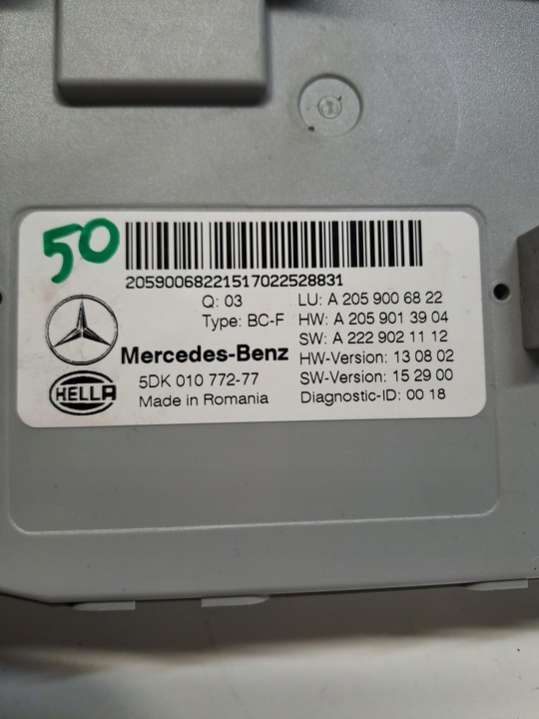 50
20590068221517022528831
Q: 03
LU: A 205 900 68 22
Type: BC-F
HW: A 205 901 39 04
SW: A 222 902 11 12
Mercedes-Benz
HW-Version: 13 08 02
HELLA
5DK 010 772-77
SW-Version: 15 29 00
Made in Romania
Diagnostic-ID: 00 18